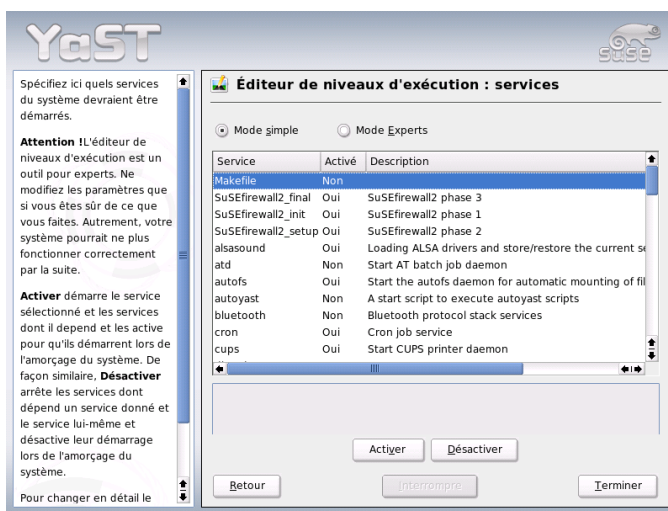 YaST
SUSE
Spécifiez ici quels services
du système devraient être
démarrés.
Attention !L'éditeur de
niveaux d'exécution est un
outil pour experts. Ne
modifiez les paramètres que
si vous êtes sûr de ce que
vous faites. Autrement, votre
système pourrait ne plus
fonctionner correctement
par la suite.
Activer démarre le service
sélectionné et les services
dont il dépend et les active
pour qu'ils démarrent lors de
l'amorçage du système. De
façon similaire, Désactiver
arrête les services dont
dépend un service donné et
le service lui-même et
désactive leur démarrage
lors de l'amorçage du
système.
Pour changer en détail le
Éditeur de niveaux d'exécution : services
Mode simple Mode Experts
Service Activé Description
Makefile Non
SuSEfirewall2_final Oui SuSEfirewall2 phase 3
SuSEfirewall2_init Oui SuSEfirewall2 phase 1
SuSEfirewall2_setup Oui SuSEfirewall2 phase 2
alsasound Oui Loading ALSA drivers and store/restore the current se
atd Non Start AT batch job daemon
autofs Oui Start the autofs daemon for automatic mounting of fil
autoyast Non A start script to execute autoyast scripts
bluetooth Non Bluetooth protocol stack services
cron Oui Cron job service
cups Oui Start CUPS printer daemon
Activer Désactiver
Retour Interrompre Terminer